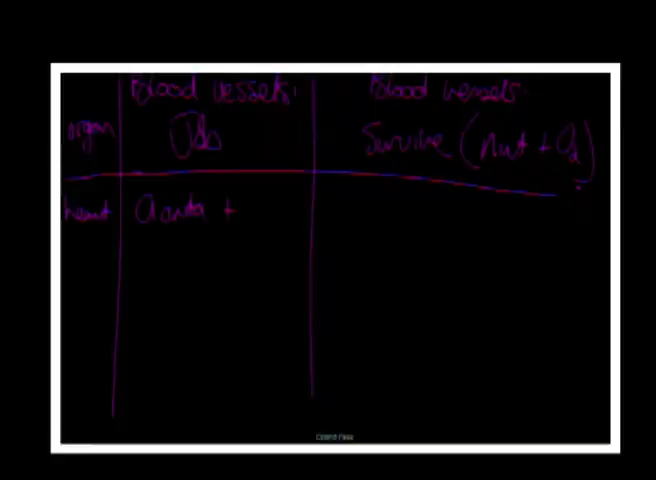 Blood vessels:
Blood vessels.
organ
Job
Survive (nut + O2)
heart
aorta +